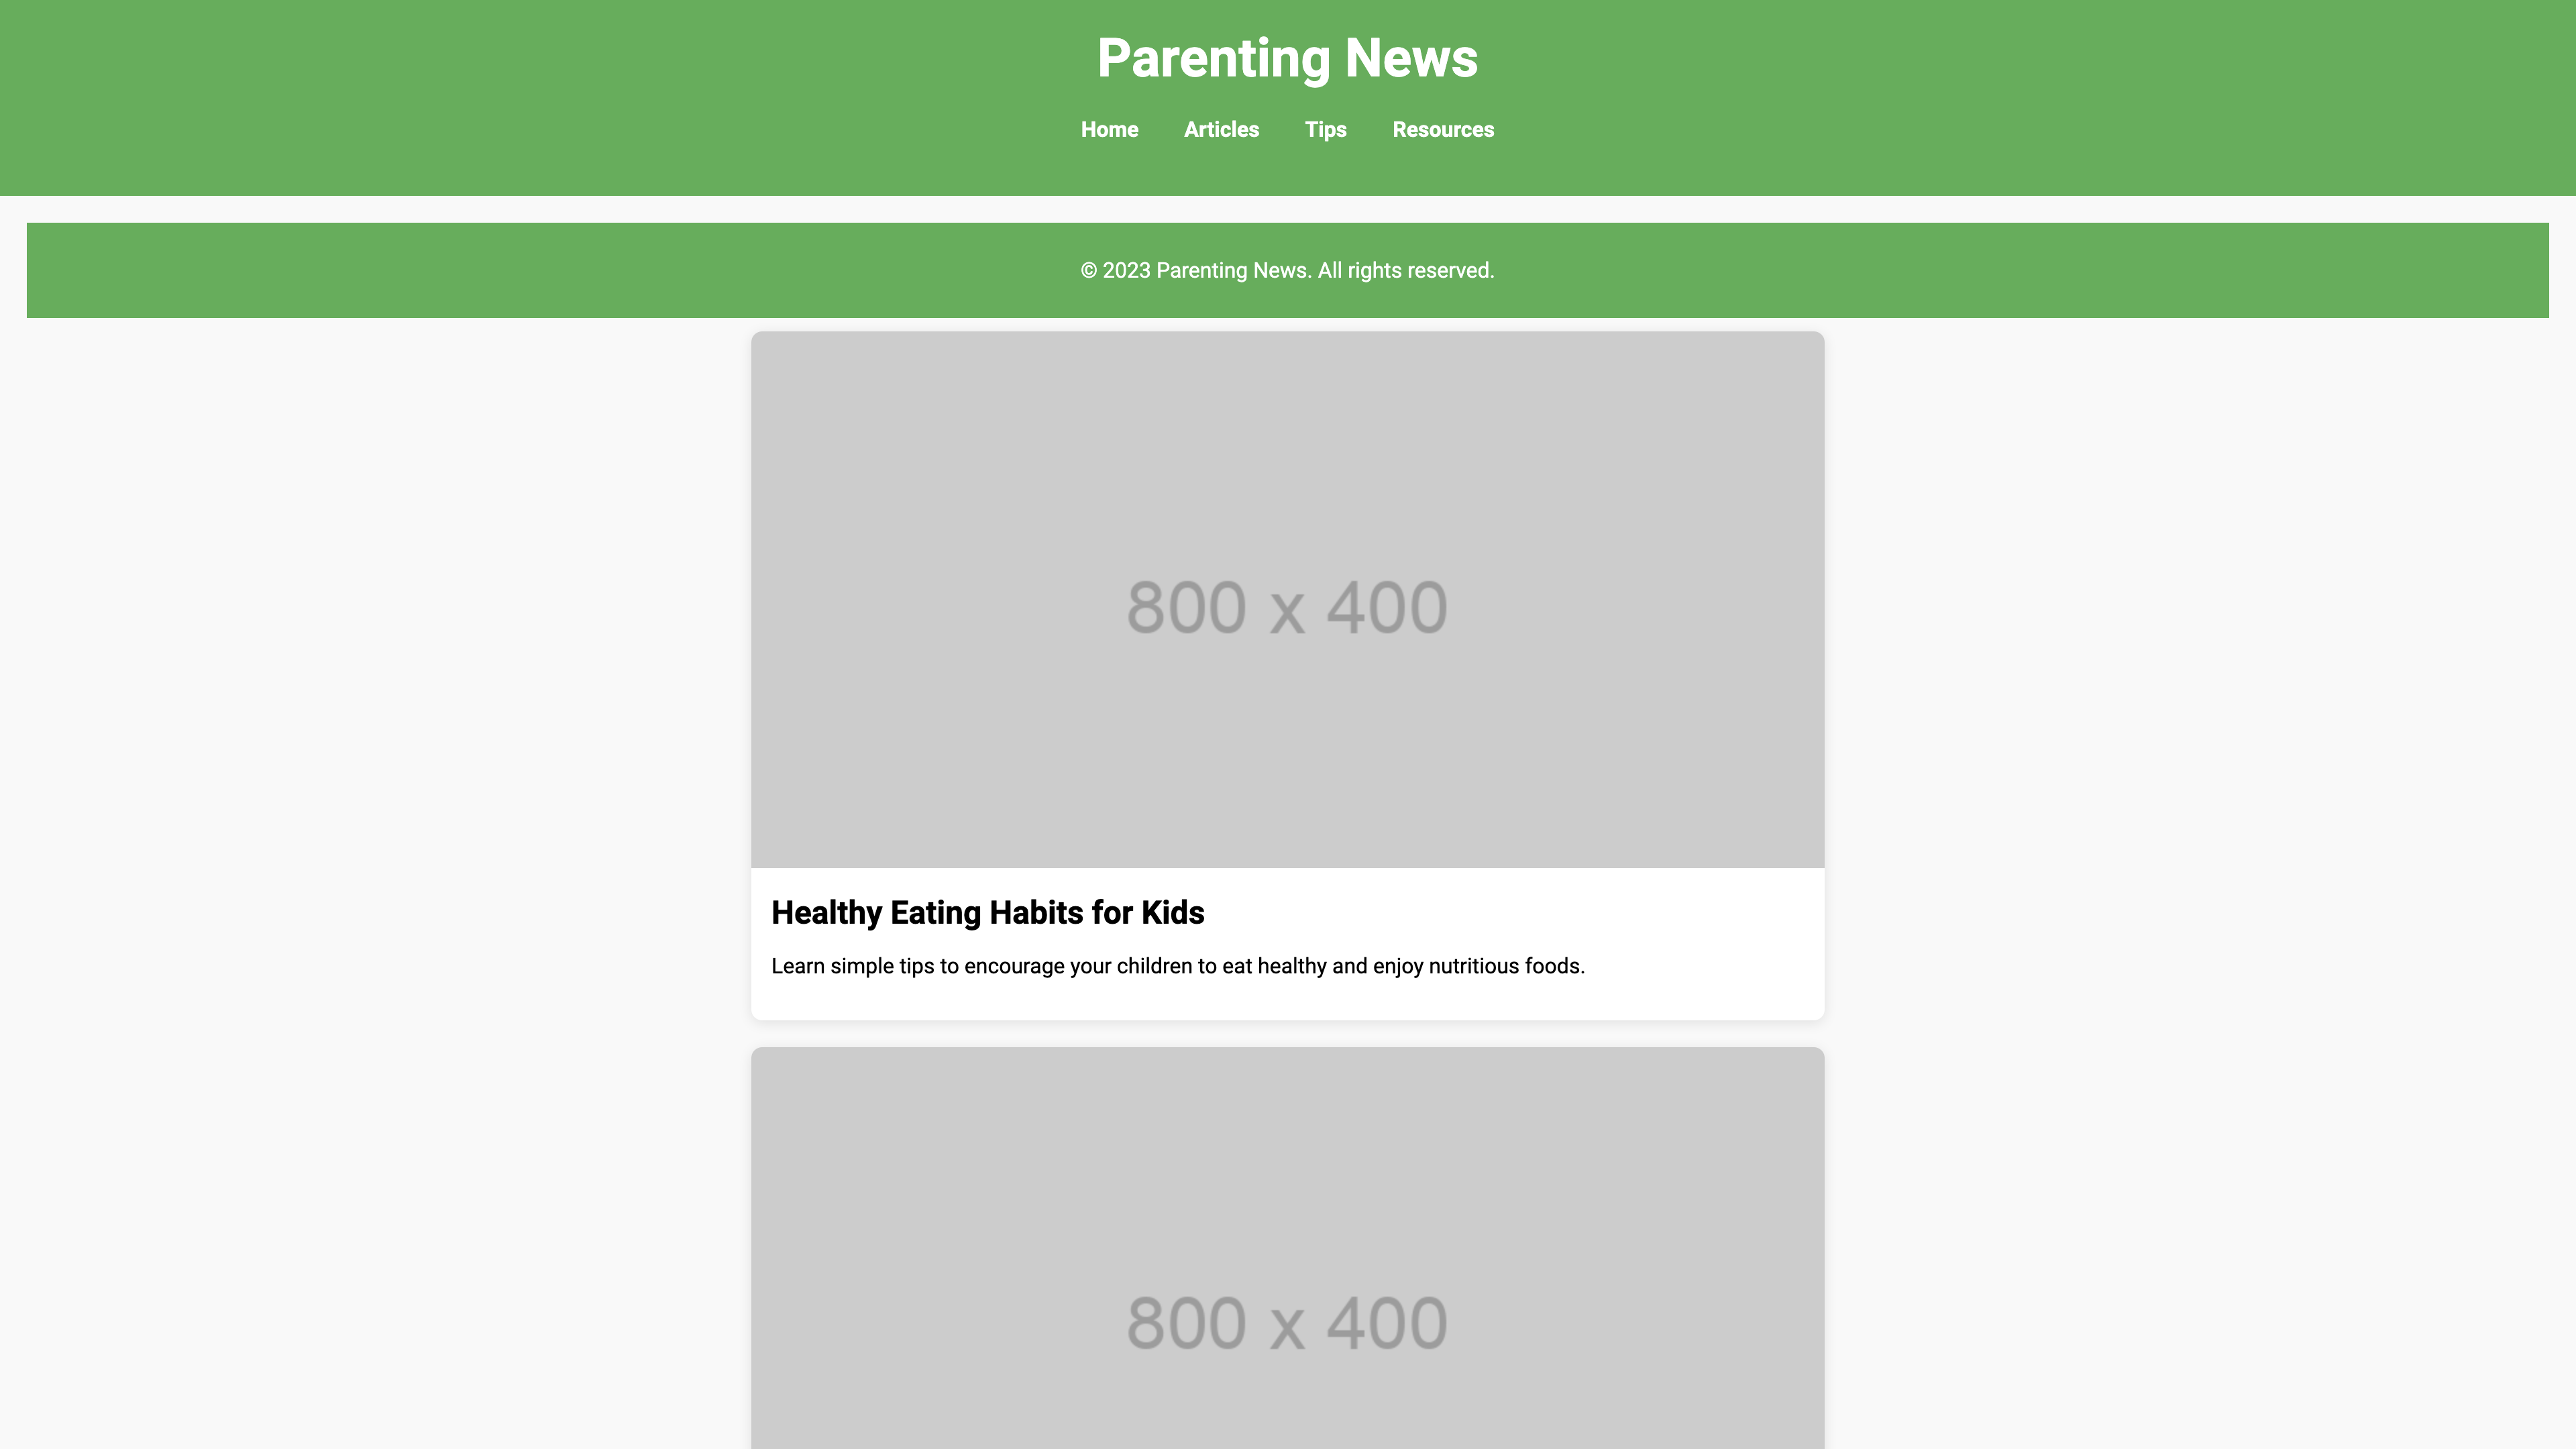 Parenting News
Home Articles Tips Resources
© 2023 Parenting News. All rights reserved.
800 x 400
Healthy Eating Habits for Kids
Learn simple tips to encourage your children to eat healthy and enjoy nutritious foods.
800 x 400